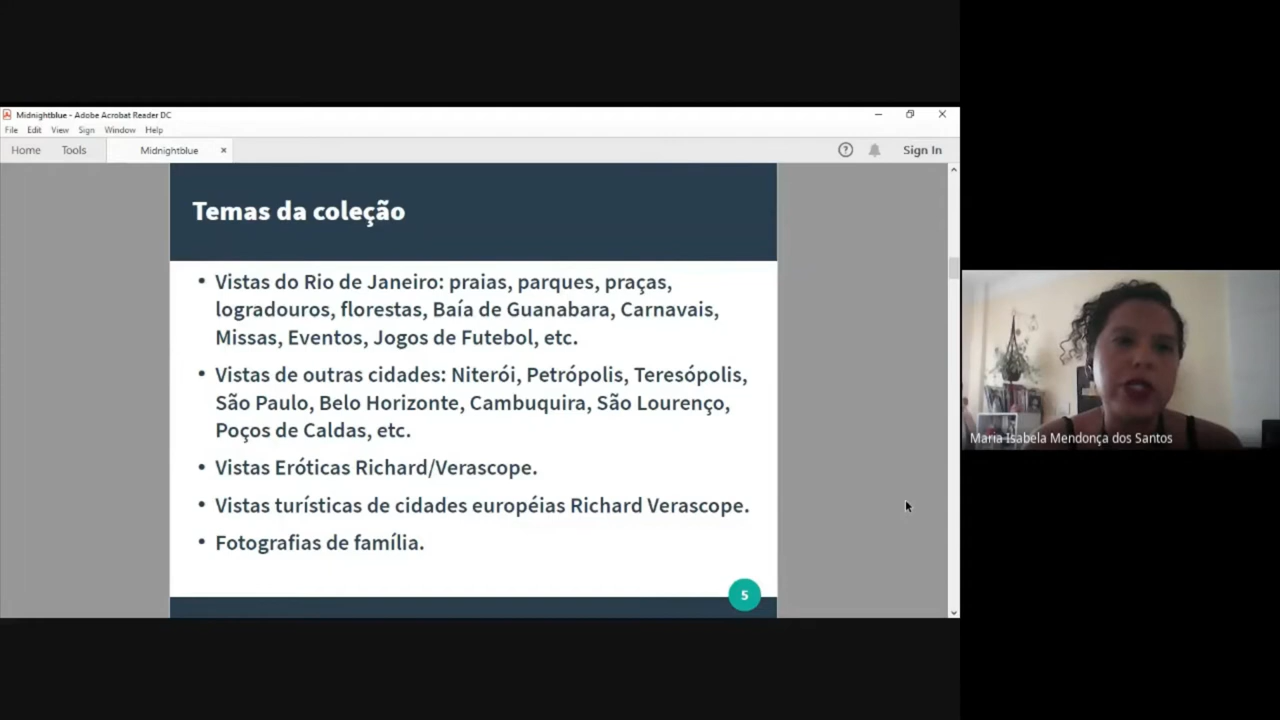 Midnightblue - Adobe Acrobat Reader DC
File Edit View Sign Window Help
Home Tools Midnightblue × Sign In
Temas da coleção
• Vistas do Rio de Janeiro: praias, parques, praças,
logradouros, florestas, Baía de Guanabara, Carnavais,
Missas, Eventos, Jogos de Futebol, etc.
• Vistas de outras cidades: Niterói, Petrópolis, Teresópolis,
São Paulo, Belo Horizonte, Cambuquira, São Lourenço,
Poços de Caldas, etc.
• Vistas Eróticas Richard/Verascope.
• Vistas turísticas de cidades européias Richard Verascope.
• Fotografias de família.
5
Maria Isabela Mendonça dos Santos